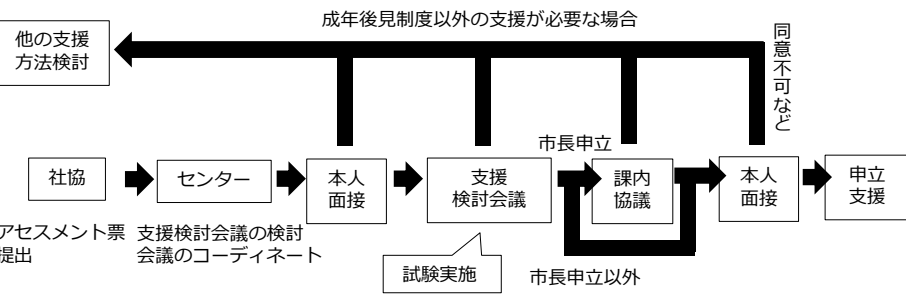 成年後見制度以外の支援が必要な場合
他の支援
方法検討
同意不可など
市長申立
社協
センター
本人
面接
支援
検討会議
課内
協議
本人
面接
申立
支援
アセスメント票
提出
支援検討会議の検討
会議のコーディネート
試験実施
市長申立以外